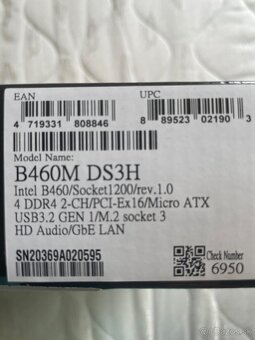 EAN
UPC
4 719331 808846
8 89523 02190 3
Model Name:
B460M DS3H
Intel B460/Socket1200/rev.1.0
4 DDR4 2-CH/PCI-Ex16/Micro ATX
USB3.2 GEN 1/M.2 socket 3
HD Audio/GbE LAN
SN20369A020595
Check Number
6950